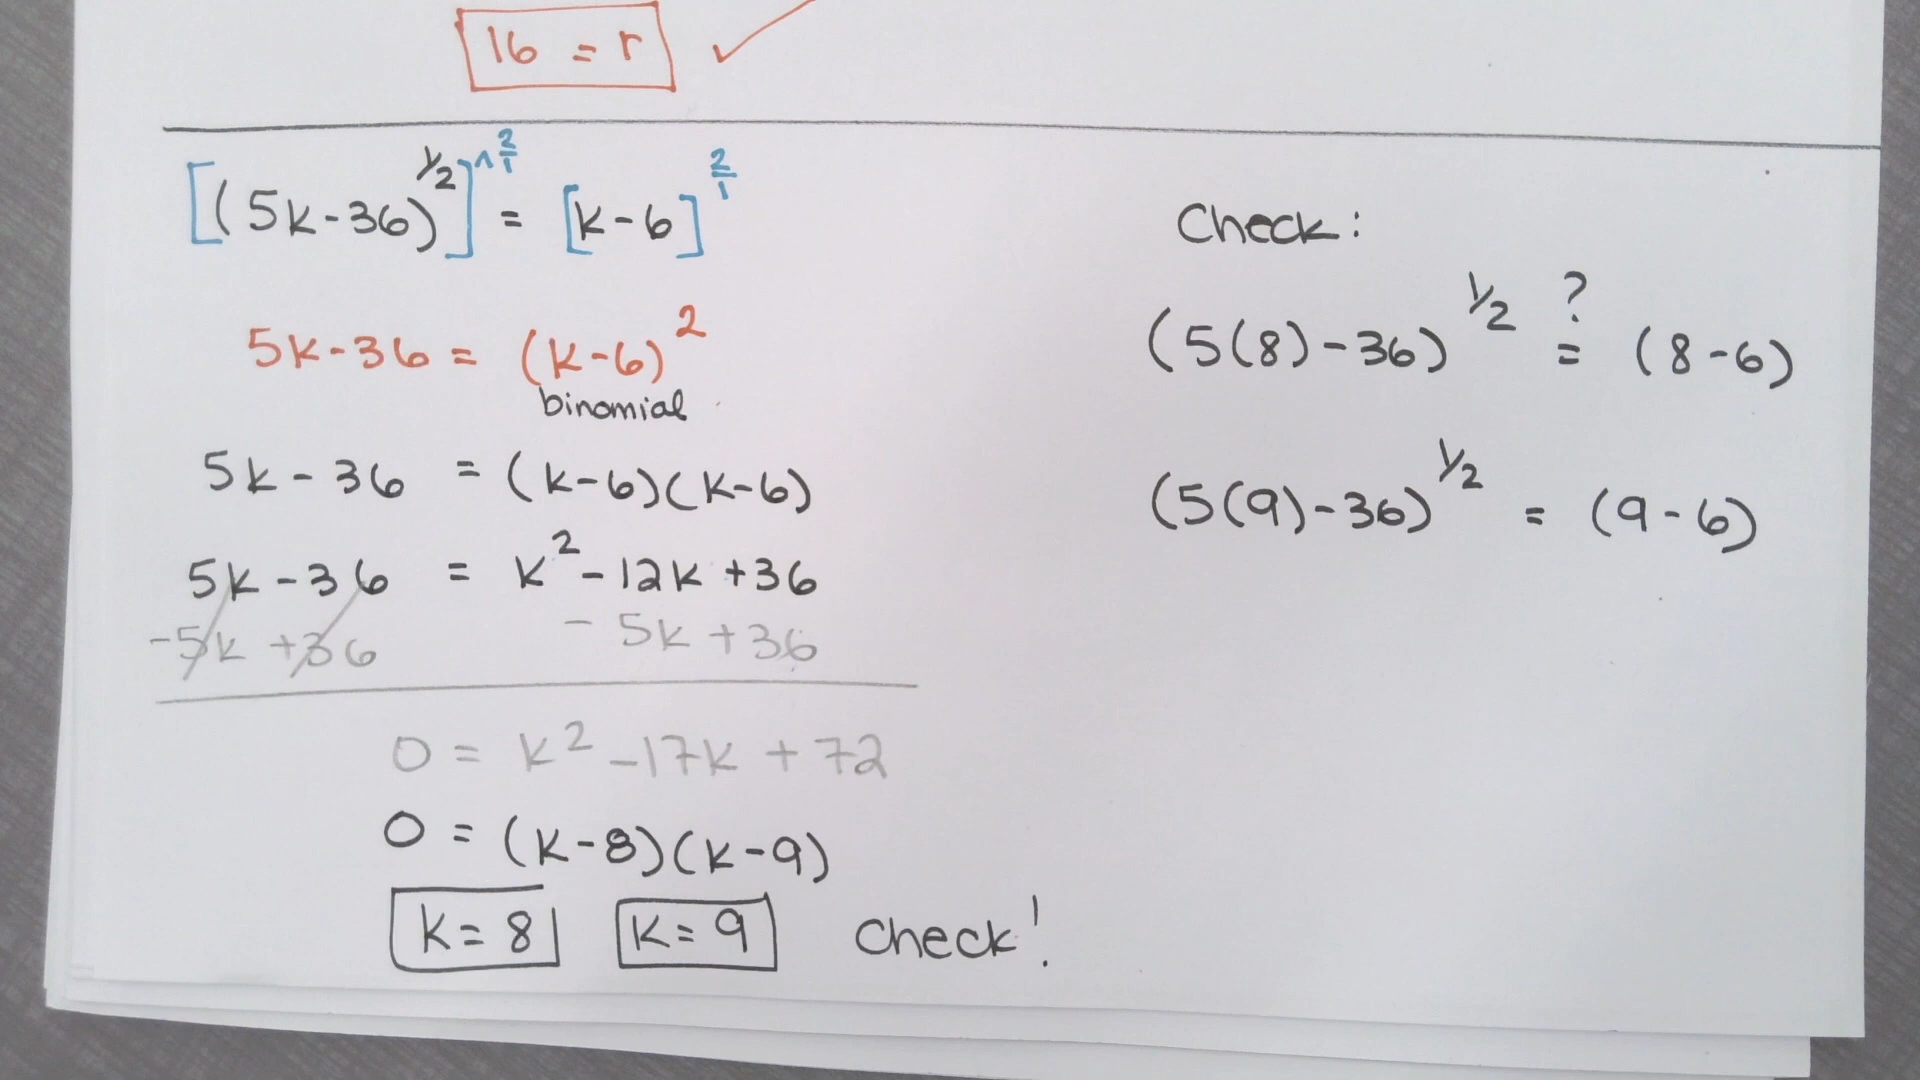 16 = r ✓
[(5k-36)^1/2]^2/1 = [k-6]^2/1
5k-36 = (k-6)^2
binomial
5k - 36 = (k-6)(k-6)
5k - 36 = k^2 - 12k + 36
-5k +36 - 5k + 36
0 = k^2 - 17k + 72
0 = (k-8)(k-9)
k = 8 k = 9 check!
Check:
(5(8)-36)^1/2 ?= (8-6)
(5(9)-36)^1/2 = (9-6)